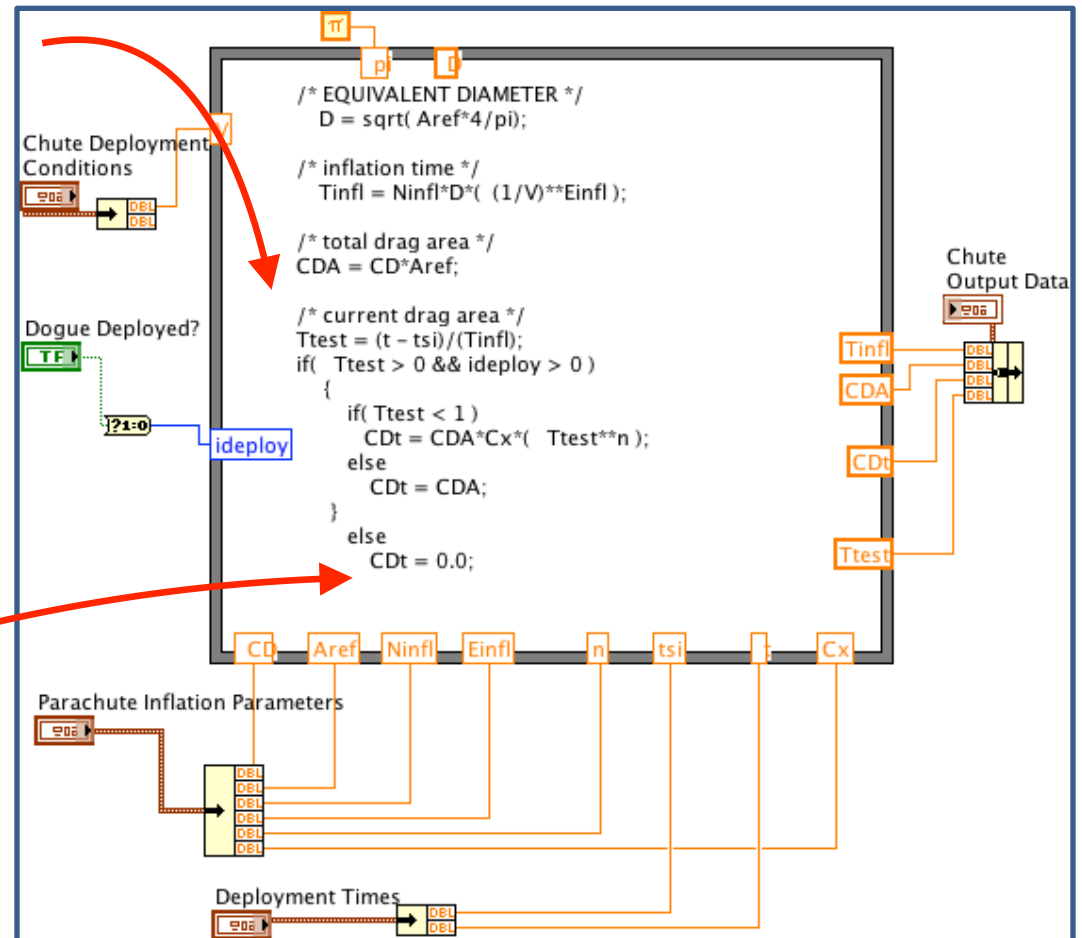 π
pi D
/* EQUIVALENT DIAMETER */
D = sqrt( Aref*4/pi);
V
Chute Deployment
Conditions
DBL
DBL
/* inflation time */
Tinfl = Ninfl*D*( (1/V)**Einfl );
/* total drag area */
CDA = CD*Aref;
Chute
Output Data
Dogue Deployed?
TF
?1:0
ideploy
/* current drag area */
Ttest = (t - tsi)/(Tinfl);
if( Ttest > 0 && ideploy > 0 )
{
if( Ttest < 1 )
CDt = CDA*Cx*( Ttest**n );
else
CDt = CDA;
}
else
CDt = 0.0;
Tinfl
CDA
CDt
Ttest
DBL
DBL
DBL
DBL
CD Aref Ninfl Einfl n tsi t Cx
Parachute Inflation Parameters
DBL
DBL
DBL
DBL
DBL
DBL
Deployment Times
DBL
DBL